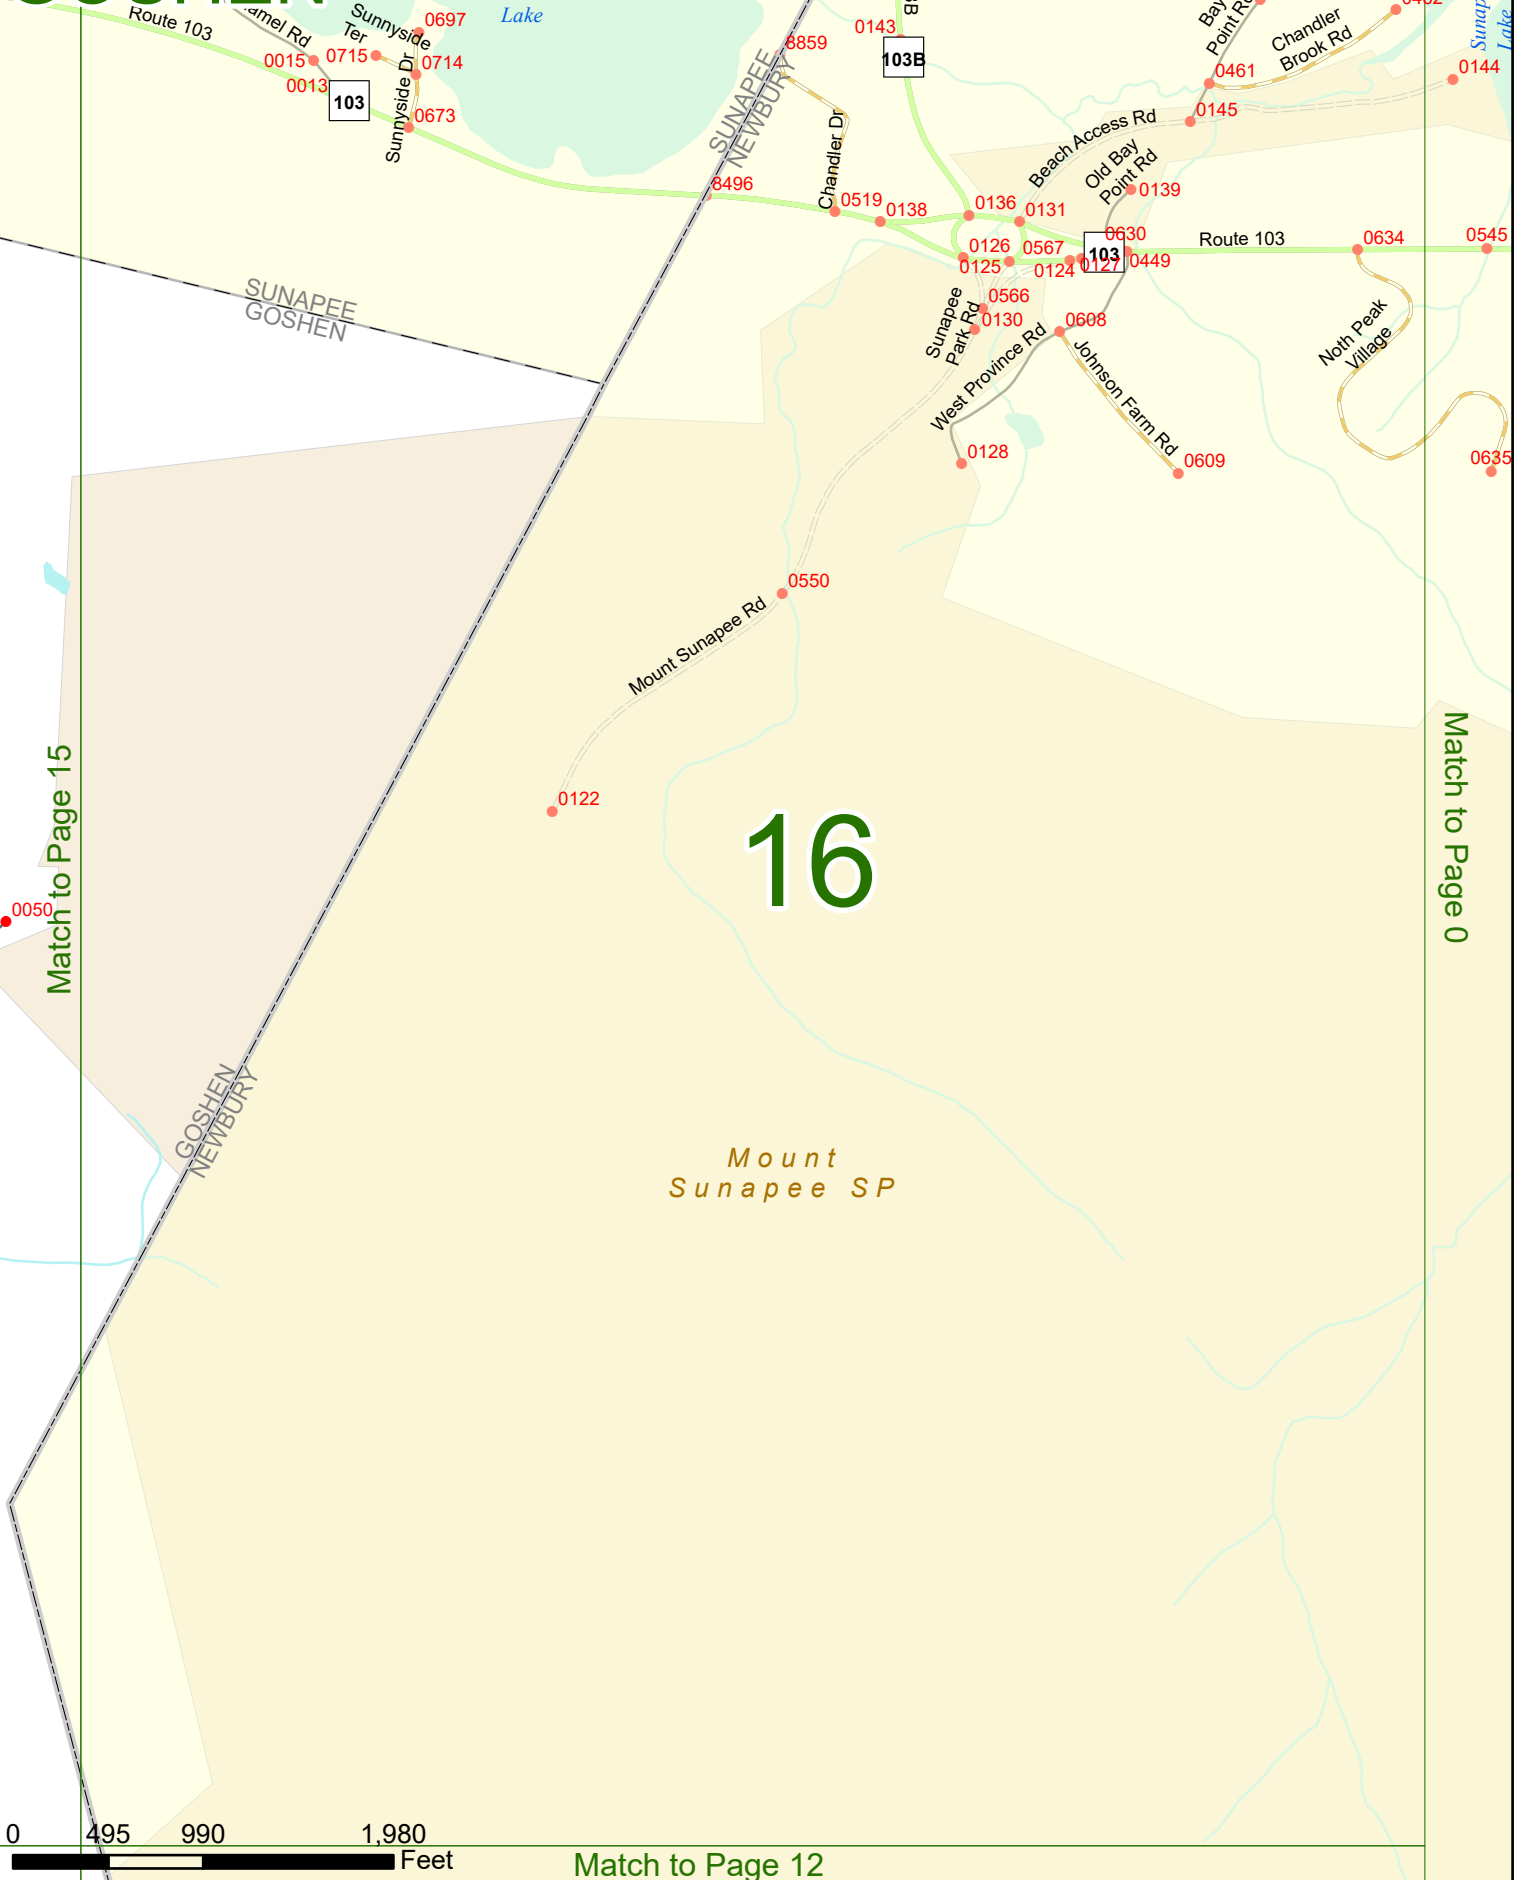 GOSHEN
Route 103
Sunnyside
Ter
0697
Lake
0015
0715
0714
0013
103
0673
Sunnyside Dr
8859
SUNAPEE
NEWBURY
0143
103B
Bay
Point Rd
Chandler
Brook Rd
0461
0144
0145
Beach Access Rd
Old Bay
Point Rd
0139
Chandler Dr
8496
0519
0138
0136
0131
0126
0567
0630
103
Route 103
0634
0545
0125
0124
0127
0449
SUNAPEE
GOSHEN
Sunapee
Park Rd
0566
0130
0608
West Province Rd
Johnson Farm Rd
Noth Peak
Village
0128
0609
0635
0550
Mount Sunapee Rd
0122
16
Match to Page 15
Match to Page 0
0050
GOSHEN
NEWBURY
Mount
Sunapee SP
0 495 990 1,980
Feet
Match to Page 12